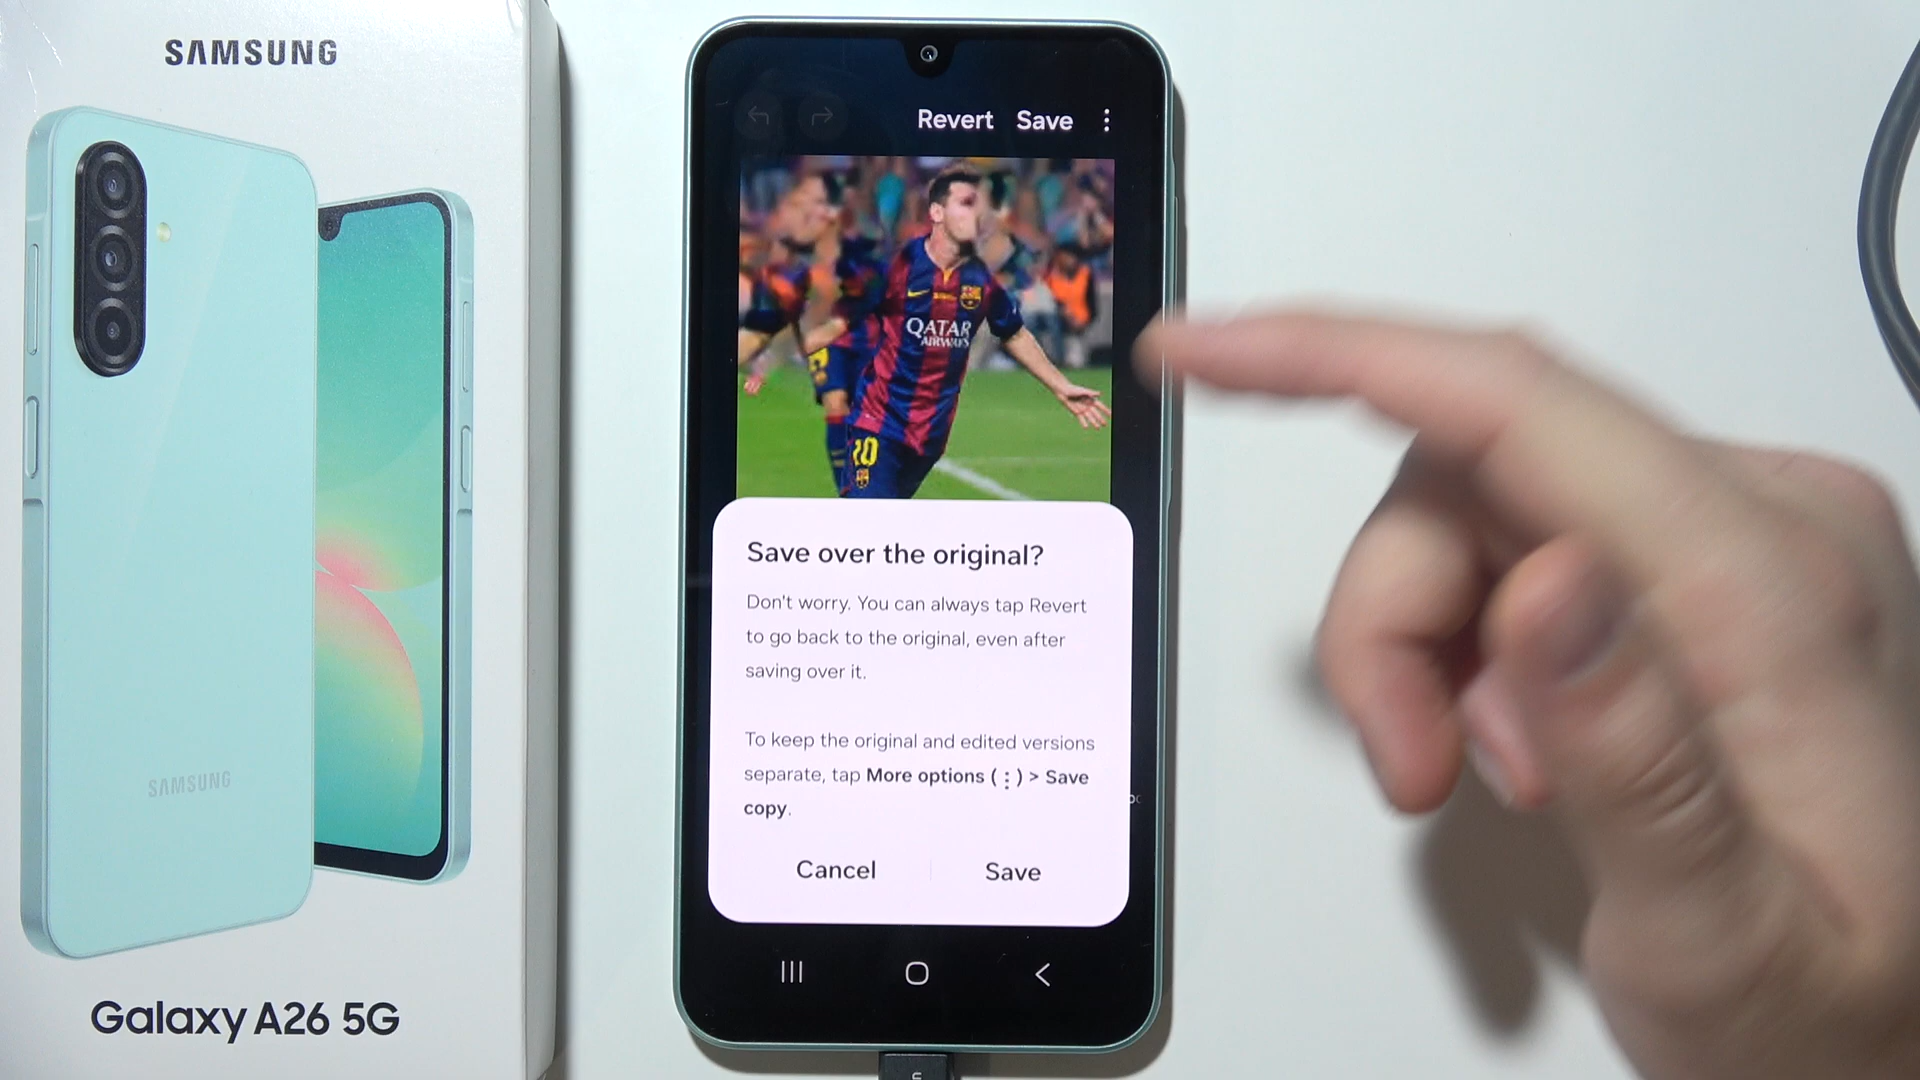 SAMSUNG
SAMSUNG
Galaxy A26 5G
Revert Save
QATAR
AIRWAYS
10
Save over the original?
Don't worry. You can always tap Revert
to go back to the original, even after
saving over it.
To keep the original and edited versions
separate, tap More options ( ⋮ ) > Save
copy.
Cancel Save